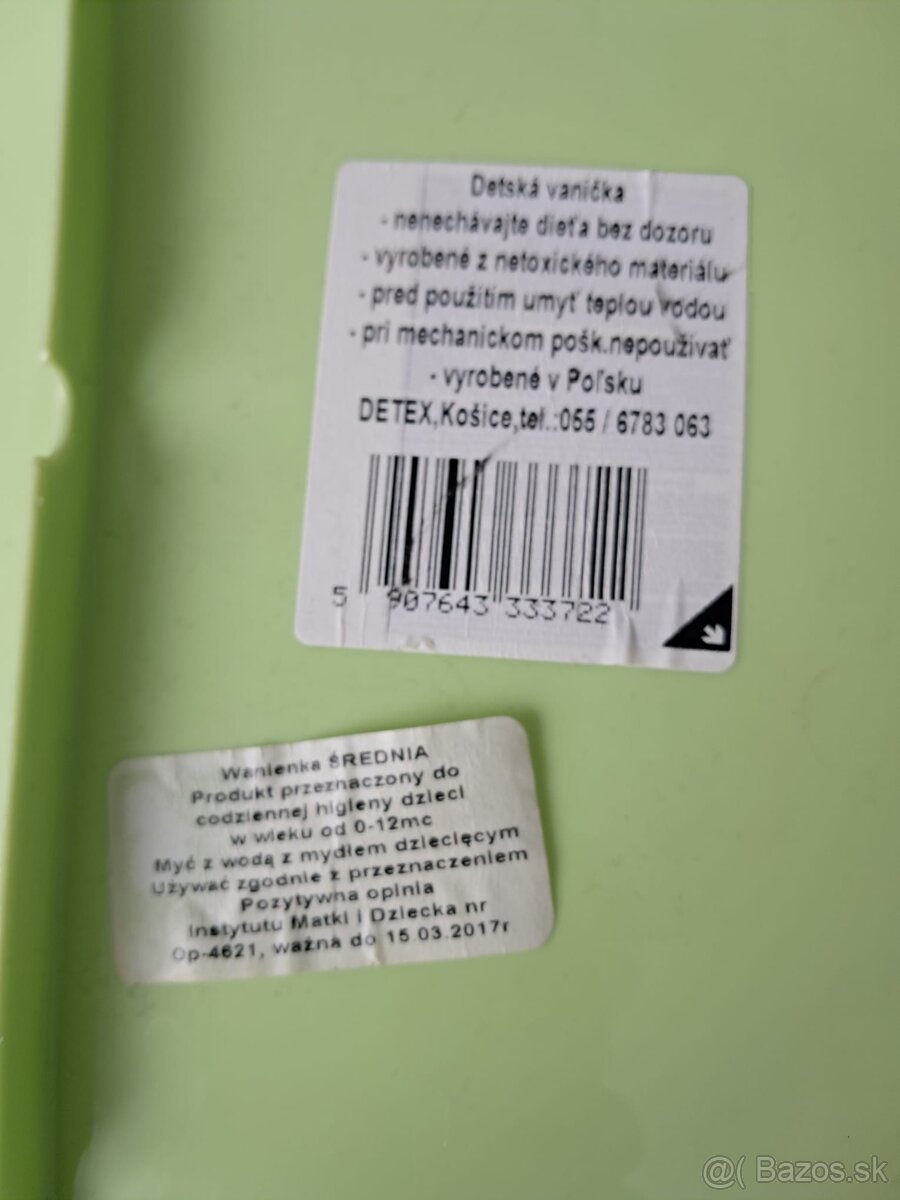 Detská vanička
- nenechávajte dieťa bez dozoru
- vyrobené z netoxického materiálu
- pred použitím umyť teplou vodou
- pri mechanickom pošk.nepoužívať
- vyrobené v Poľsku
DETEX,Košice,tel.:055 / 6783 063
5 907643 333722
Wanienka ŚREDNIA
Produkt przeznaczony do
codziennej higieny dzieci
w wieku od 0-12mc
Myć z wodą z mydłem dziecięcym
Używać zgodnie z przeznaczeniem
Pozytywna opinia
Instytutu Matki i Dziecka nr
Op-4621, ważna do 15.03.2017r
@( Bazos.sk